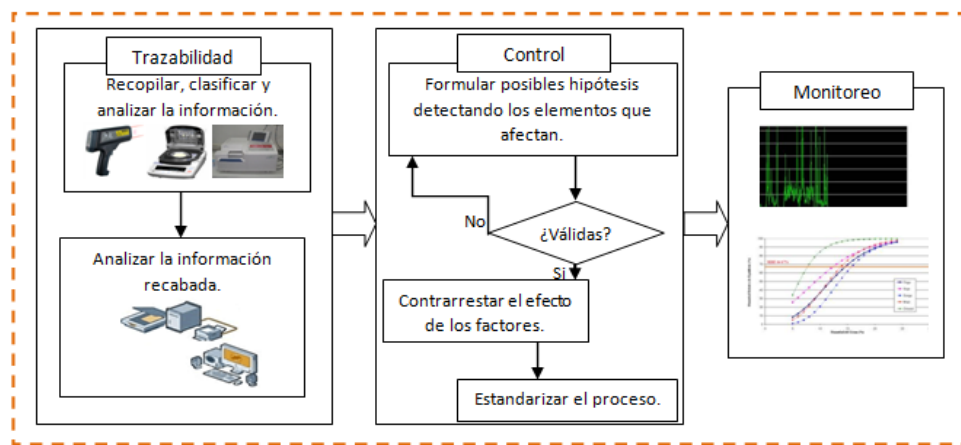 Trazabilidad
Recopilar, clasificar y
analizar la información.
Analizar la información
recabada.
Control
Formular posibles hipótesis
detectando los elementos que
afectan.
No
¿Válidas?
Si
Contrarrestar el efecto
de los factores.
Estandarizar el proceso.
Monitoreo